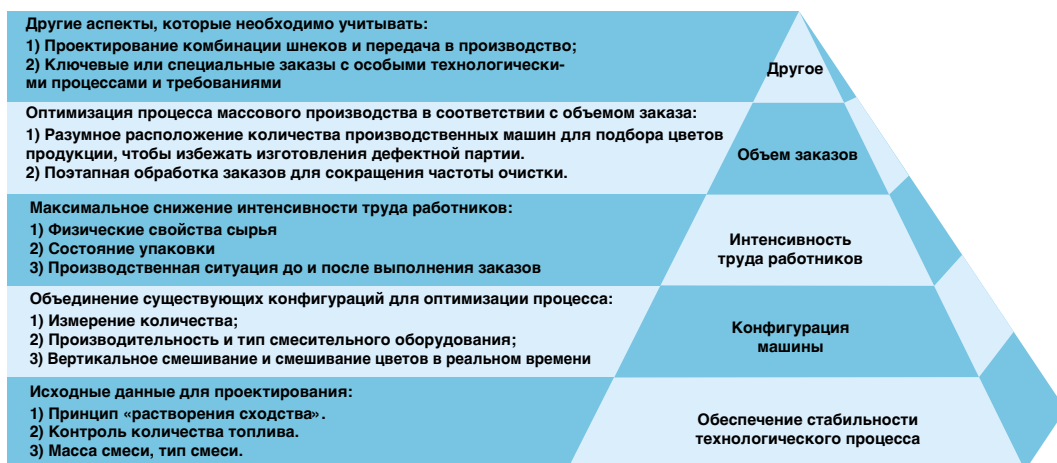 Другие аспекты, которые необходимо учитывать:
1) Проектирование комбинации шнеков и передача в производство;
2) Ключевые или специальные заказы с особыми технологически-
ми процессами и требованиями
Другое
Оптимизация процесса массового производства в соответствии с объемом заказа:
1) Разумное расположение количества производственных машин для подбора цветов
продукции, чтобы избежать изготовления дефектной партии.
2) Поэтапная обработка заказов для сокращения частоты очистки.
Объем заказов
Максимальное снижение интенсивности труда работников:
1) Физические свойства сырья
2) Состояние упаковки
3) Производственная ситуация до и после выполнения заказов
Интенсивность
труда работников
Объединение существующих конфигураций для оптимизации процесса:
1) Измерение количества;
2) Производительность и тип смесительного оборудования;
3) Вертикальное смешивание и смешивание цветов в реальном времени
Конфигурация
машины
Исходные данные для проектирования:
1) Принцип «растворения сходства».
2) Контроль количества топлива.
3) Масса смеси, тип смеси.
Обеспечение стабильности
технологического процесса